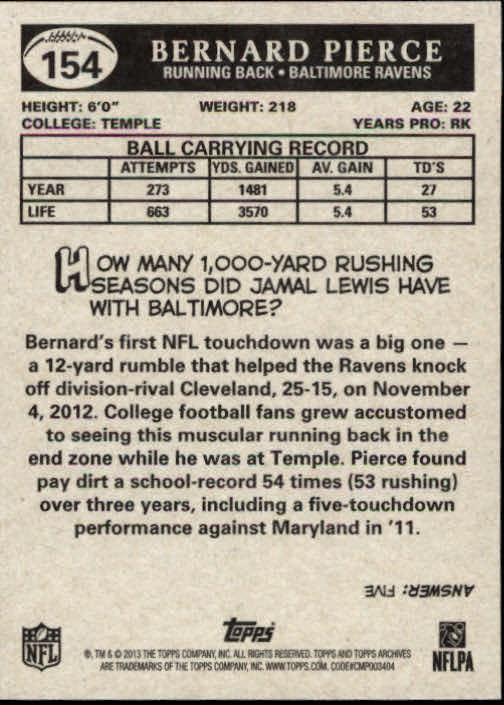 154
BERNARD PIERCE
RUNNING BACK • BALTIMORE RAVENS
HEIGHT: 6'0" WEIGHT: 218 AGE: 22
COLLEGE: TEMPLE YEARS PRO: RK
BALL CARRYING RECORD
ATTEMPTS YDS. GAINED AV. GAIN TD'S
YEAR 273 1481 5.4 27
LIFE 663 3570 5.4 53
HOW MANY 1,000-YARD RUSHING
SEASONS DID JAMAL LEWIS HAVE
WITH BALTIMORE?
Bernard's first NFL touchdown was a big one —
a 12-yard rumble that helped the Ravens knock
off division-rival Cleveland, 25-15, on November
4, 2012. College football fans grew accustomed
to seeing this muscular running back in the
end zone while he was at Temple. Pierce found
pay dirt a school-record 54 times (53 rushing)
over three years, including a five-touchdown
performance against Maryland in '11.
ANSWER: FIVE
NFL
Topps
NFLPA
®, TM & © 2013 THE TOPPS COMPANY, INC. ALL RIGHTS RESERVED. TOPPS AND TOPPS ARCHIVES
ARE TRADEMARKS OF THE TOPPS COMPANY, INC. WWW.TOPPS.COM. CODE#CMP003404